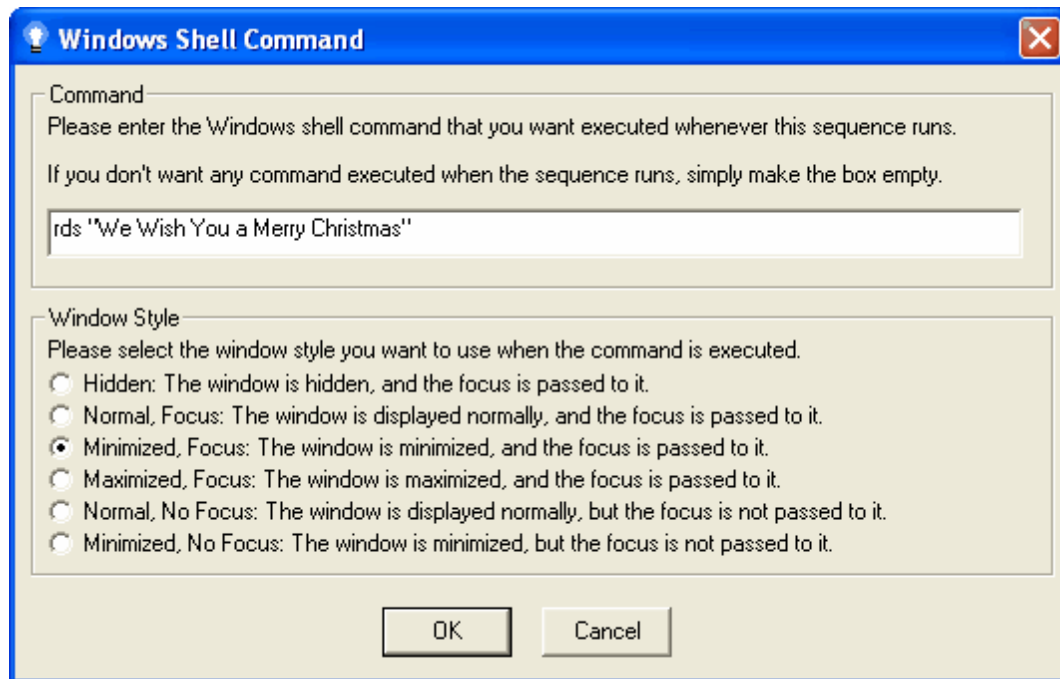 Windows Shell Command
Command
Please enter the Windows shell command that you want executed whenever this sequence runs.
If you don't want any command executed when the sequence runs, simply make the box empty.
rds "We Wish You a Merry Christmas"
Window Style
Please select the window style you want to use when the command is executed.
Hidden: The window is hidden, and the focus is passed to it.
Normal, Focus: The window is displayed normally, and the focus is passed to it.
Minimized, Focus: The window is minimized, and the focus is passed to it.
Maximized, Focus: The window is maximized, and the focus is passed to it.
Normal, No Focus: The window is displayed normally, but the focus is not passed to it.
Minimized, No Focus: The window is minimized, but the focus is not passed to it.
OK Cancel